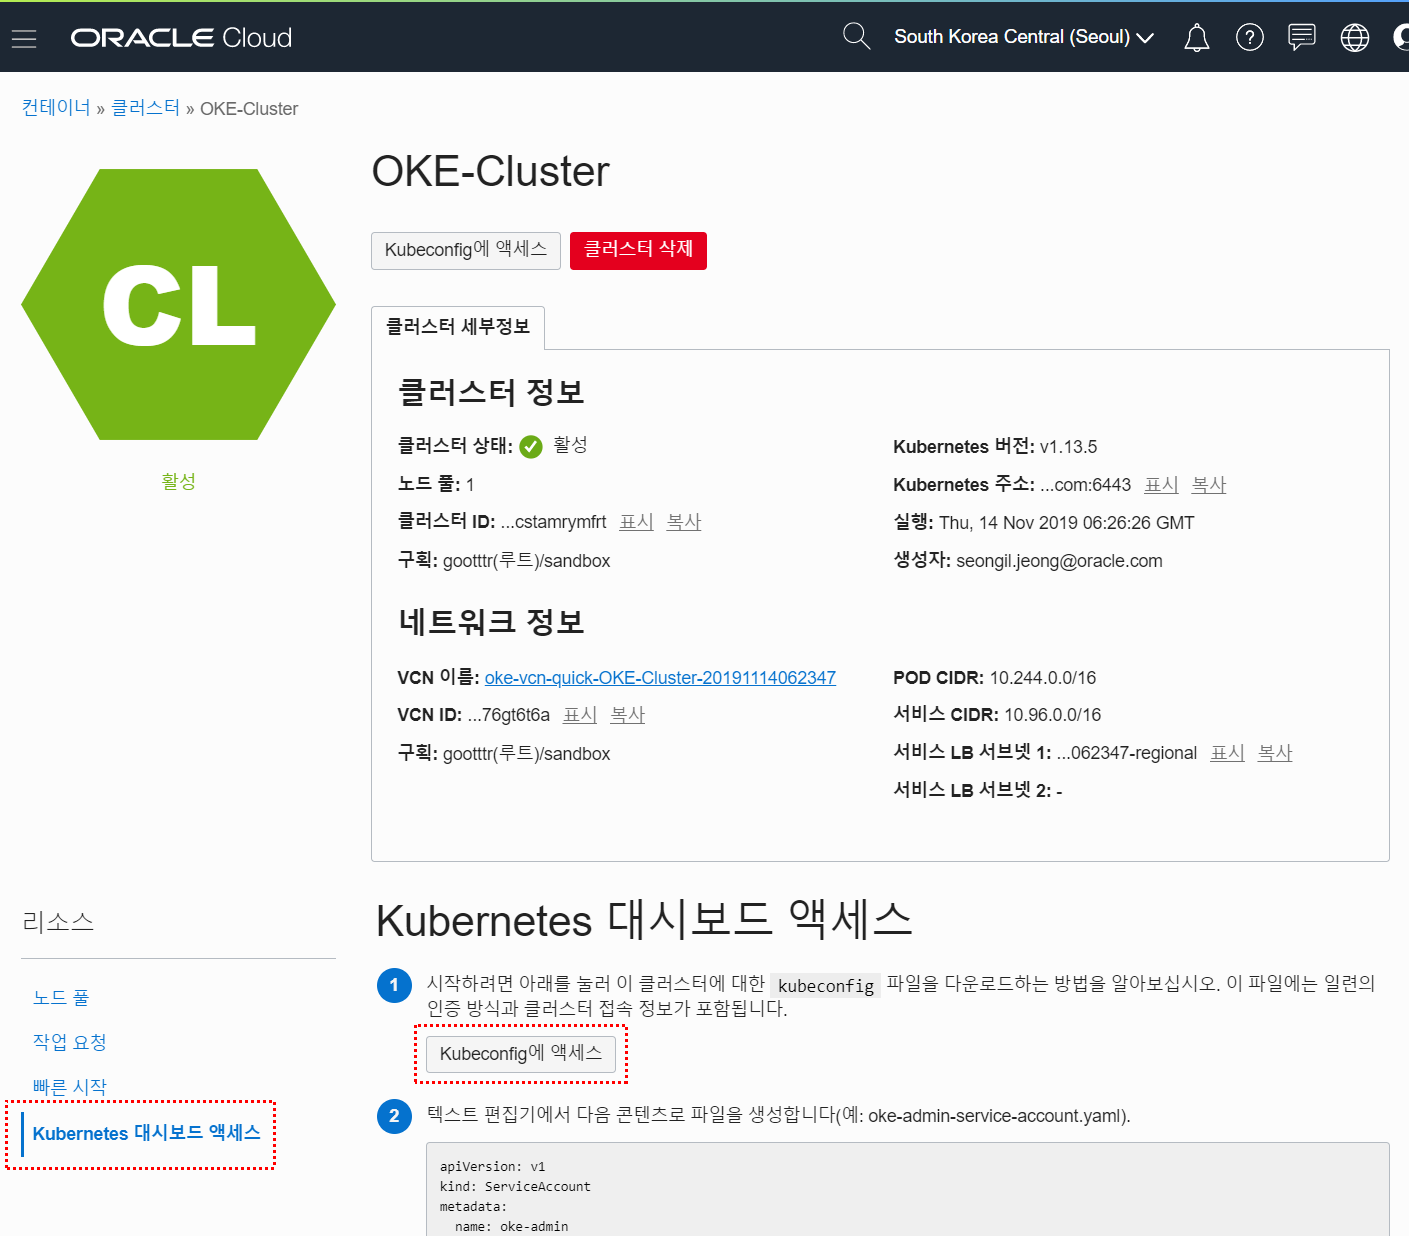 ORACLE Cloud
South Korea Central (Seoul)
컨테이너 » 클러스터 » OKE-Cluster
CL
활성
OKE-Cluster
Kubeconfig에 액세스
클러스터 삭제
클러스터 세부정보
클러스터 정보
클러스터 상태: 활성
노드 풀: 1
클러스터 ID: ...cstamrymfrt 표시 복사
구획: gootttr(루트)/sandbox
Kubernetes 버전: v1.13.5
Kubernetes 주소: ...com:6443 표시 복사
실행: Thu, 14 Nov 2019 06:26:26 GMT
생성자: seongil.jeong@oracle.com
네트워크 정보
VCN 이름: oke-vcn-quick-OKE-Cluster-20191114062347
VCN ID: ...76gt6t6a 표시 복사
구획: gootttr(루트)/sandbox
POD CIDR: 10.244.0.0/16
서비스 CIDR: 10.96.0.0/16
서비스 LB 서브넷 1: ...062347-regional 표시 복사
서비스 LB 서브넷 2: -
리소스
노드 풀
작업 요청
빠른 시작
Kubernetes 대시보드 액세스
Kubernetes 대시보드 액세스
1 시작하려면 아래를 눌러 이 클러스터에 대한 kubeconfig 파일을 다운로드하는 방법을 알아보십시오. 이 파일에는 일련의
인증 방식과 클러스터 접속 정보가 포함됩니다.
Kubeconfig에 액세스
2 텍스트 편집기에서 다음 콘텐츠로 파일을 생성합니다(예: oke-admin-service-account.yaml).
apiVersion: v1
kind: ServiceAccount
metadata:
name: oke-admin